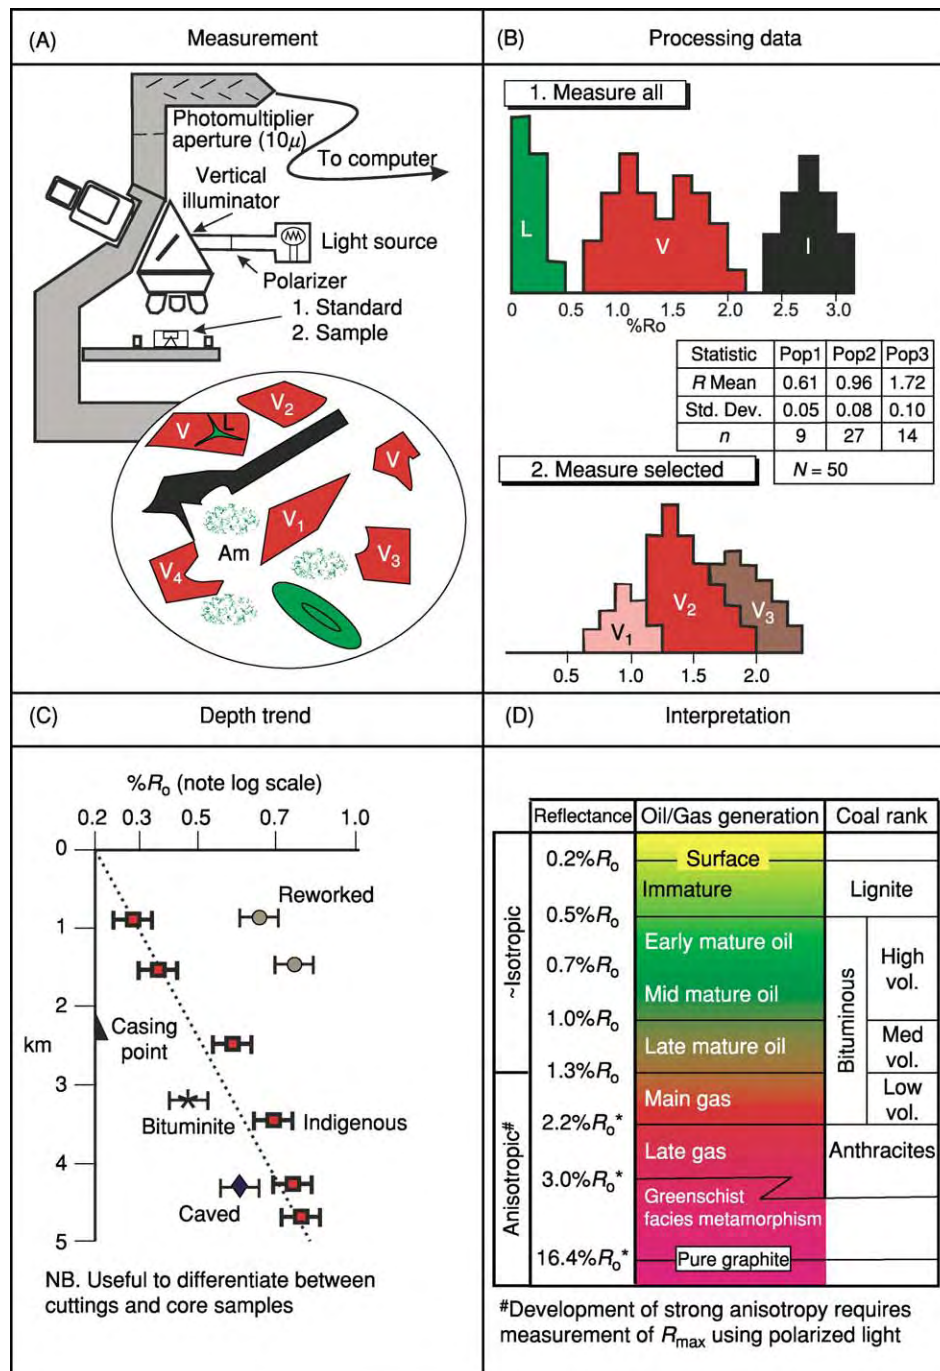 (A) Measurement
Photomultiplier
aperture (10μ)
To computer
Vertical
illuminator
Light source
Polarizer
1. Standard
2. Sample
V L
V2
V
V1
Am
V3
V4
(B) Processing data
1. Measure all
L V I
0 0.5 1.0 1.5 2.0 2.5 3.0
%Ro
Statistic Pop1 Pop2 Pop3
R Mean 0.61 0.96 1.72
Std. Dev. 0.05 0.08 0.10
n 9 27 14
N = 50
2. Measure selected
V1 V2 V3
0.5 1.0 1.5 2.0
(C) Depth trend
%Ro (note log scale)
0.2 0.3 0.5 0.7 1.0
0
Reworked
1
2
Casing
point
km
3
Bituminite
Indigenous
4
Caved
5
NB. Useful to differentiate between
cuttings and core samples
(D) Interpretation
Reflectance Oil/Gas generation Coal rank
~Isotropic
Anisotropic#
0.2%Ro
0.5%Ro
0.7%Ro
1.0%Ro
1.3%Ro
2.2%Ro*
3.0%Ro*
16.4%Ro*
Surface
Immature
Early mature oil
Mid mature oil
Late mature oil
Main gas
Late gas
Greenschist
facies metamorphism
Pure graphite
Lignite
Bituminous
High
vol.
Med
vol.
Low
vol.
Anthracites
#Development of strong anisotropy requires
measurement of Rmax using polarized light